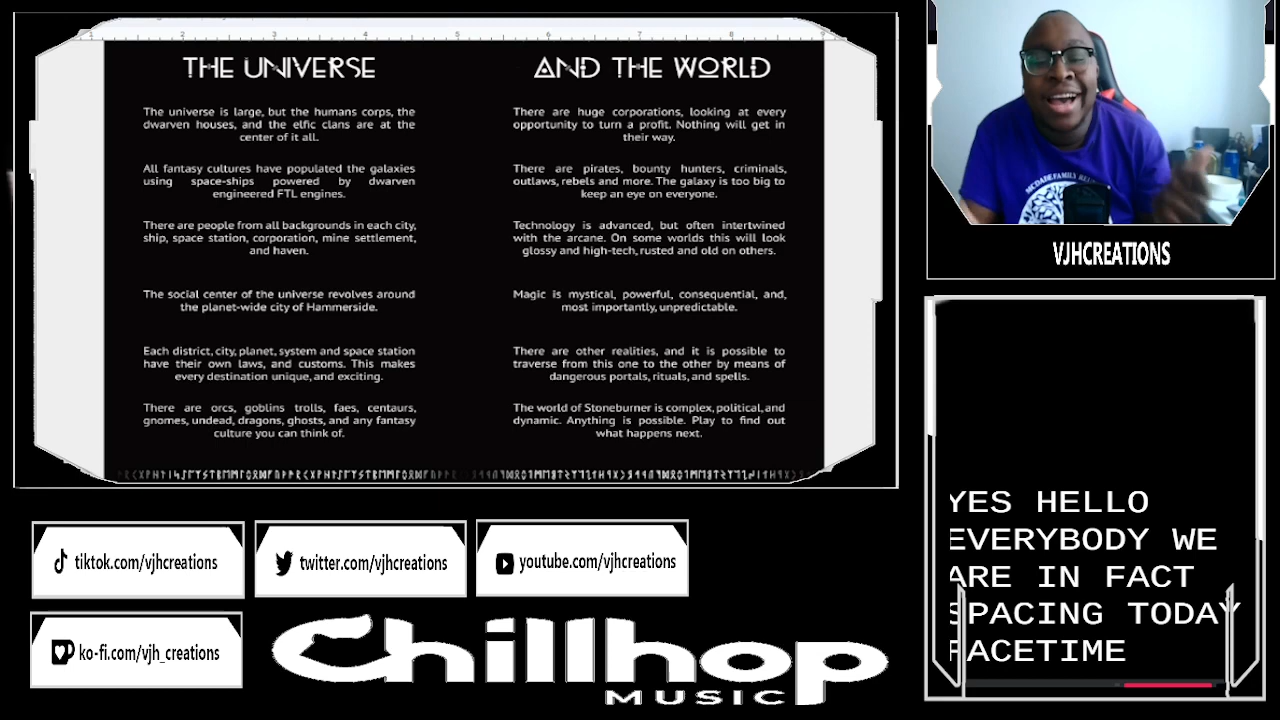 1 2 3 4 5 6 7 8 9
THE UNIVERSE
The universe is large, but the humans corps, the
dwarven houses, and the elfic clans are at the
center of it all.
All fantasy cultures have populated the galaxies
using space-ships powered by dwarven
engineered FTL engines.
There are people from all backgrounds in each city,
ship, space station, corporation, mine settlement,
and haven.
The social center of the universe revolves around
the planet-wide city of Hammerside.
Each district, city, planet, system and space station
have their own laws, and customs. This makes
every destination unique, and exciting.
There are orcs, goblins trolls, faes, centaurs,
gnomes, undead, dragons, ghosts, and any fantasy
culture you can think of.
AND THE WORLD
There are huge corporations, looking at every
opportunity to turn a profit. Nothing will get in
their way.
There are pirates, bounty hunters, criminals,
outlaws, rebels and more. The galaxy is too big to
keep an eye on everyone.
Technology is advanced, but often intertwined
with the arcane. On some worlds this will look
glossy and high-tech, rusted and old on others.
Magic is mystical, powerful, consequential, and,
most importantly, unpredictable.
There are other realities, and it is possible to
traverse from this one to the other by means of
dangerous portals, rituals, and spells.
The world of Stoneburner is complex, political, and
dynamic. Anything is possible. Play to find out
what happens next.
MCDADE FAMILY
VJHCREATIONS
YES HELLO
EVERYBODY WE
ARE IN FACT
SPACING TODAY
FACETIME
tiktok.com/vjhcreations
twitter.com/vjhcreations
youtube.com/vjhcreations
ko-fi.com/vjh_creations
Chillhop
MUSIC